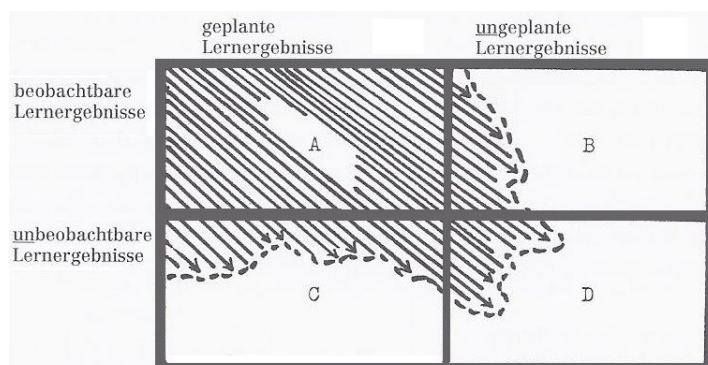 geplante
Lernergebnisse
ungeplante
Lernergebnisse
beobachtbare
Lernergebnisse
A
B
unbeobachtbare
Lernergebnisse
C
D